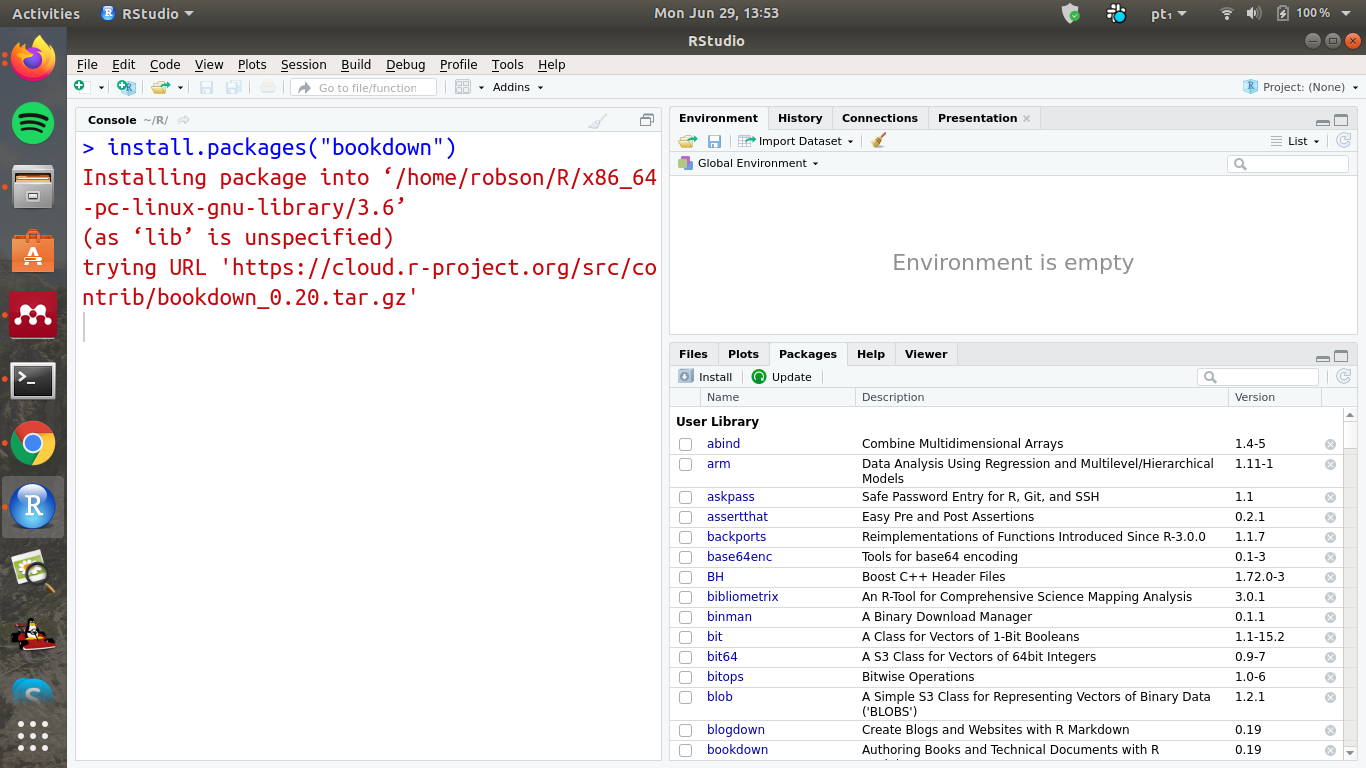 Activities RStudio Mon Jun 29, 13:53 pt₁ 100 %
RStudio
File Edit Code View Plots Session Build Debug Profile Tools Help
Go to file/function Addins Project: (None)
Console ~/R/
> install.packages("bookdown")
Installing package into ‘/home/robson/R/x86_64
-pc-linux-gnu-library/3.6’
(as ‘lib’ is unspecified)
trying URL 'https://cloud.r-project.org/src/co
ntrib/bookdown_0.20.tar.gz'
Environment History Connections Presentation
Import Dataset List
Global Environment
Environment is empty
Files Plots Packages Help Viewer
Install Update
Name Description Version
User Library
abind Combine Multidimensional Arrays 1.4-5
arm Data Analysis Using Regression and Multilevel/Hierarchical 1.11-1
Models
askpass Safe Password Entry for R, Git, and SSH 1.1
assertthat Easy Pre and Post Assertions 0.2.1
backports Reimplementations of Functions Introduced Since R-3.0.0 1.1.7
base64enc Tools for base64 encoding 0.1-3
BH Boost C++ Header Files 1.72.0-3
bibliometrix An R-Tool for Comprehensive Science Mapping Analysis 3.0.1
binman A Binary Download Manager 0.1.1
bit A Class for Vectors of 1-Bit Booleans 1.1-15.2
bit64 A S3 Class for Vectors of 64bit Integers 0.9-7
bitops Bitwise Operations 1.0-6
blob A Simple S3 Class for Representing Vectors of Binary Data 1.2.1
('BLOBS')
blogdown Create Blogs and Websites with R Markdown 0.19
bookdown Authoring Books and Technical Documents with R 0.19